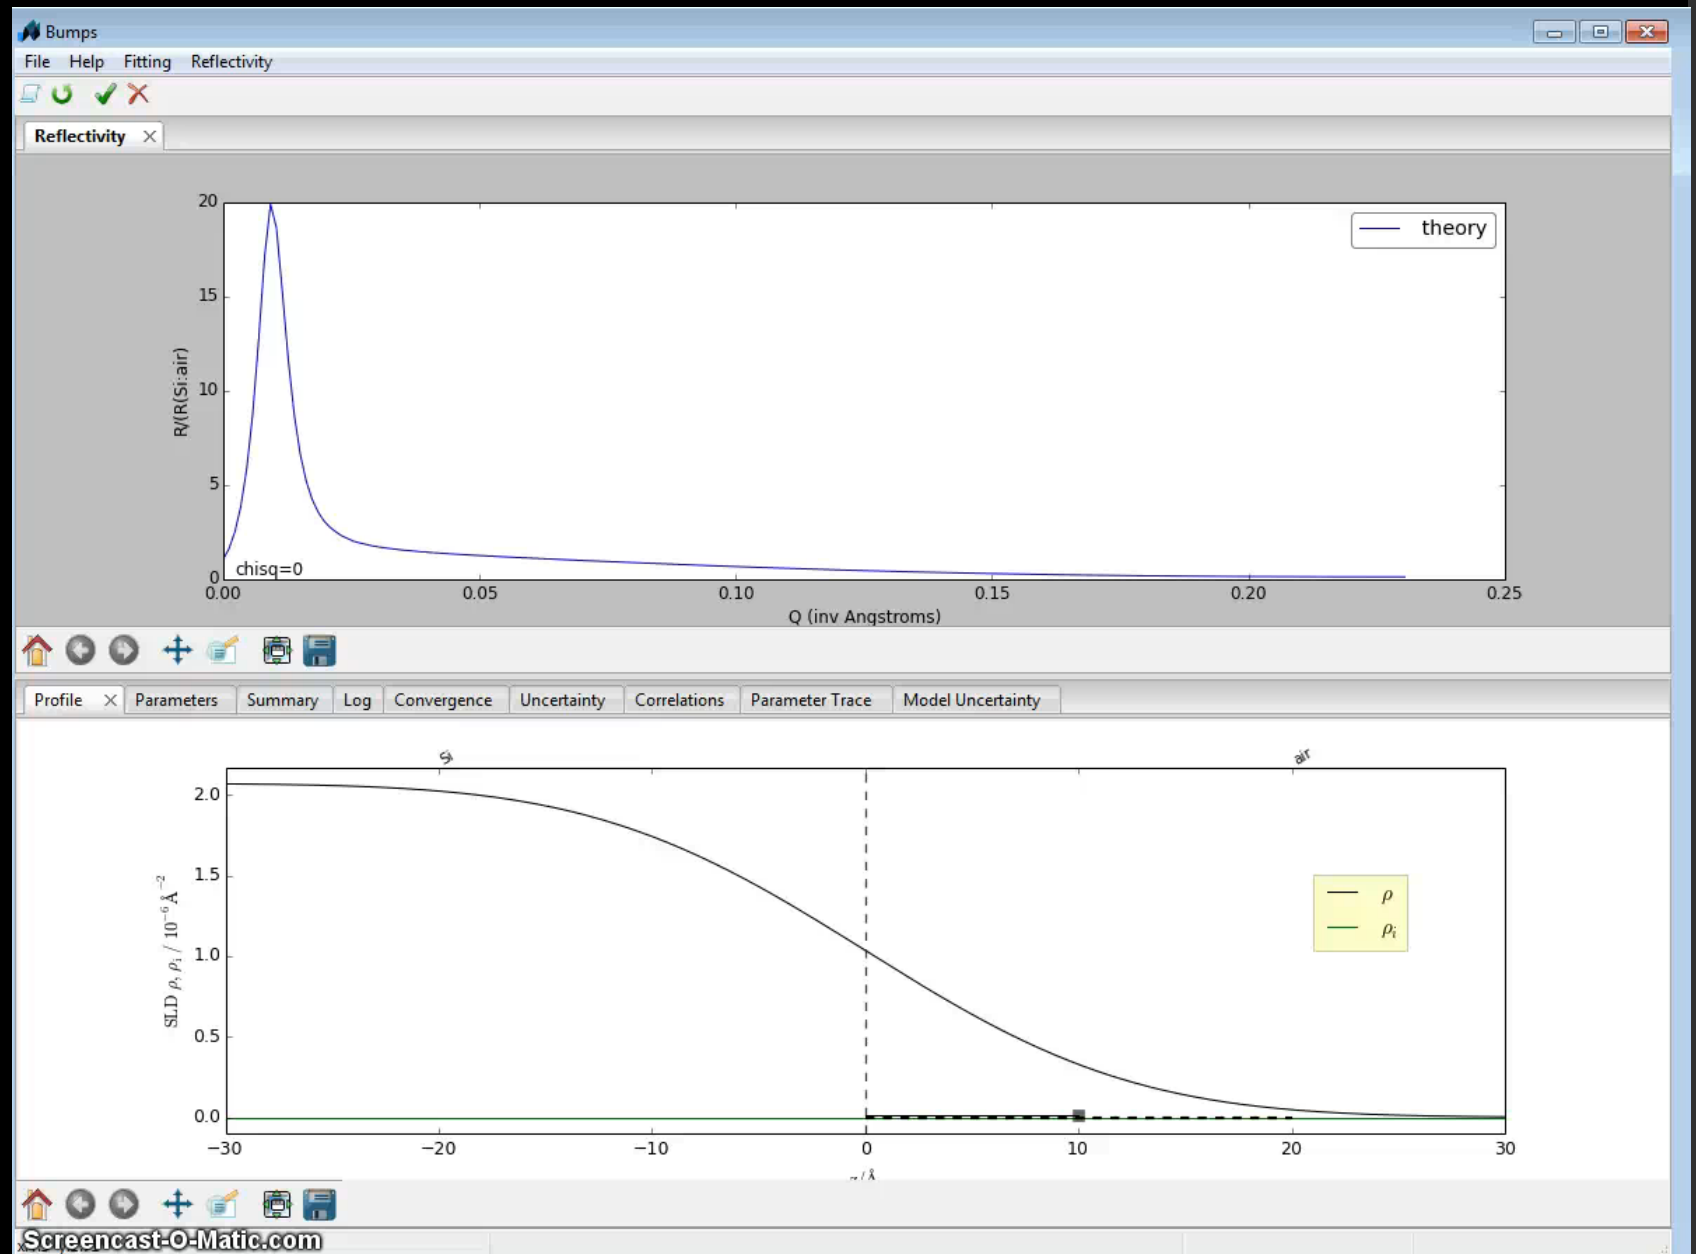 Bumps
File Help Fitting Reflectivity
Reflectivity
20
15
10
5
0
R/(R(Si:air)
theory
chisq=0
0.00 0.05 0.10 0.15 0.20 0.25
Q (inv Angstroms)
Profile Parameters Summary Log Convergence Uncertainty Correlations Parameter Trace Model Uncertainty
Si air
2.0
1.5
1.0
0.5
0.0
SLD ρ, ρᵢ / 10⁻⁶ Å⁻²
ρ
ρᵢ
−30 −20 −10 0 10 20 30
z / Å
Screencast-O-Matic.com